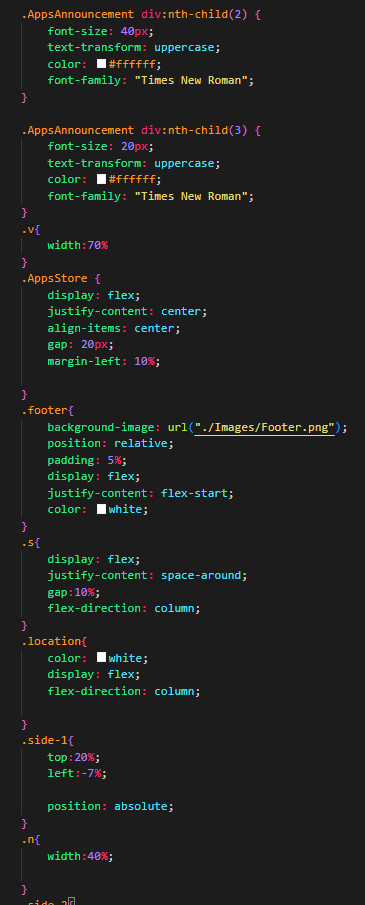 .AppsAnnouncement div:nth-child(2) {
    font-size: 40px;
    text-transform: uppercase;
    color: #ffffff;
    font-family: "Times New Roman";
}

.AppsAnnouncement div:nth-child(3) {
    font-size: 20px;
    text-transform: uppercase;
    color: #ffffff;
    font-family: "Times New Roman";
}
.v{
    width:70%
}
.AppsStore {
    display: flex;
    justify-content: center;
    align-items: center;
    gap: 20px;
    margin-left: 10%;

}
.footer{
    background-image: url("./Images/Footer.png");
    position: relative;
    padding: 5%;
    display: flex;
    justify-content: flex-start;
    color: white;
}
.s{
    display: flex;
    justify-content: space-around;
    gap:10%;
    flex-direction: column;
}
.location{
    color: white;
    display: flex;
    flex-direction: column;

}
.side-1{
    top:20%;
    left:-7%;

    position: absolute;
}
.n{
    width:40%;

}
.side-2{